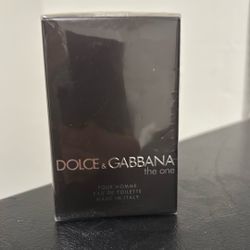 DOLCE & GABBANA
the one
POUR HOMME
EAU DE TOILETTE
MADE IN ITALY